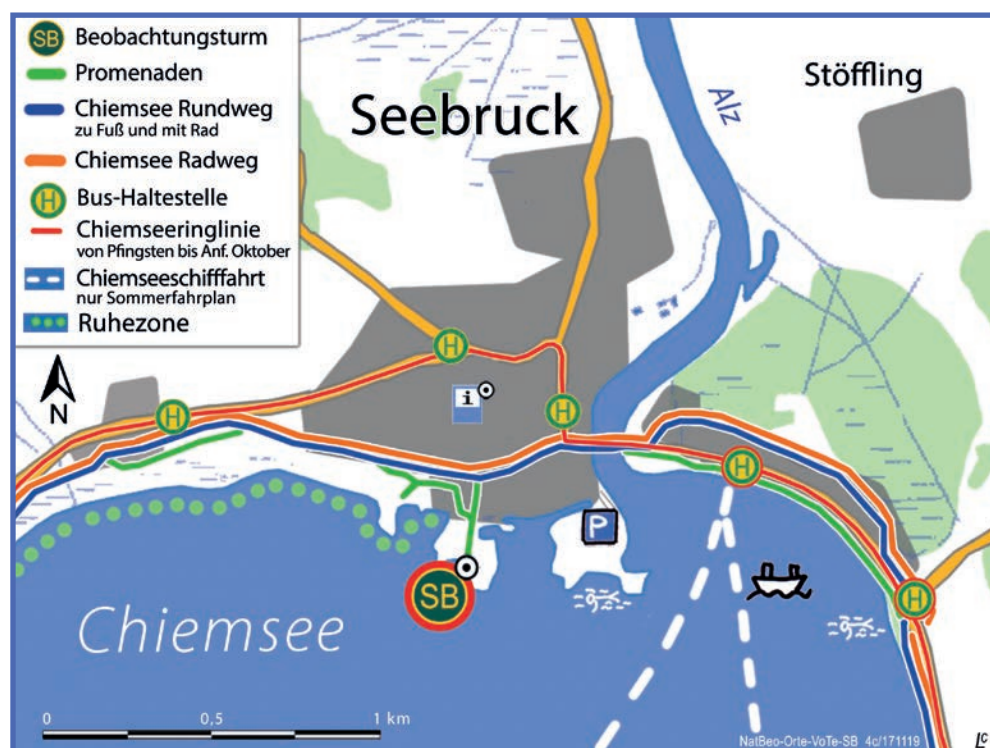 SB Beobachtungsturm
Promenaden
Chiemsee Rundweg
zu Fuß und mit Rad
Chiemsee Radweg
H Bus-Haltestelle
Chiemseeringlinie
von Pfingsten bis Anf. Oktober
Chiemseeschifffahrt
nur Sommerfahrplan
Ruhezone
N
Seebruck
Stöffling
Alz
H
i
H
H
H
P
SB
H
Chiemsee
0 0,5 1 km
NatBeo-Orte-VoTe-SB 4c/171119